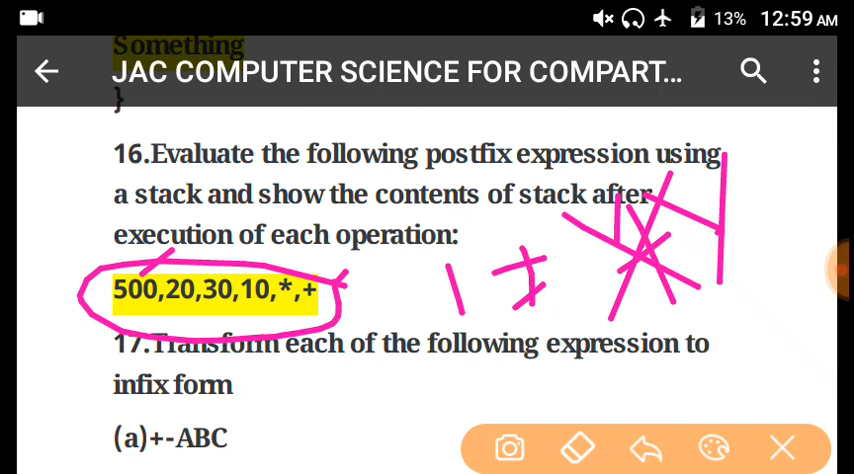 13% 12:59 AM
Something
JAC COMPUTER SCIENCE FOR COMPART...
}
16.Evaluate the following postfix expression using
a stack and show the contents of stack after
execution of each operation:
500,20,30,10,*,+
17.Transform each of the following expression to
infix form
(a)+-ABC